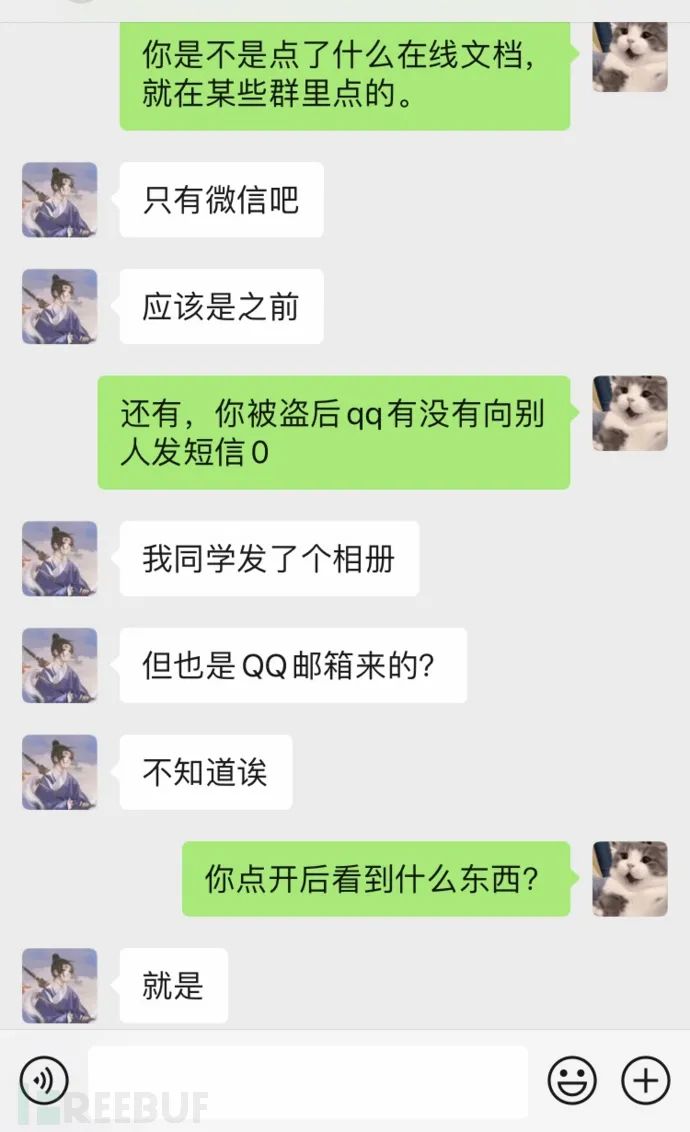 你是不是点了什么在线文档，
就在某些群里点的。
只有微信吧
应该是之前
还有，你被盗后qq有没有向别
人发短信0
我同学发了个相册
但也是QQ邮箱来的？
不知道诶
你点开后看到什么东西？
就是
FREEBUF